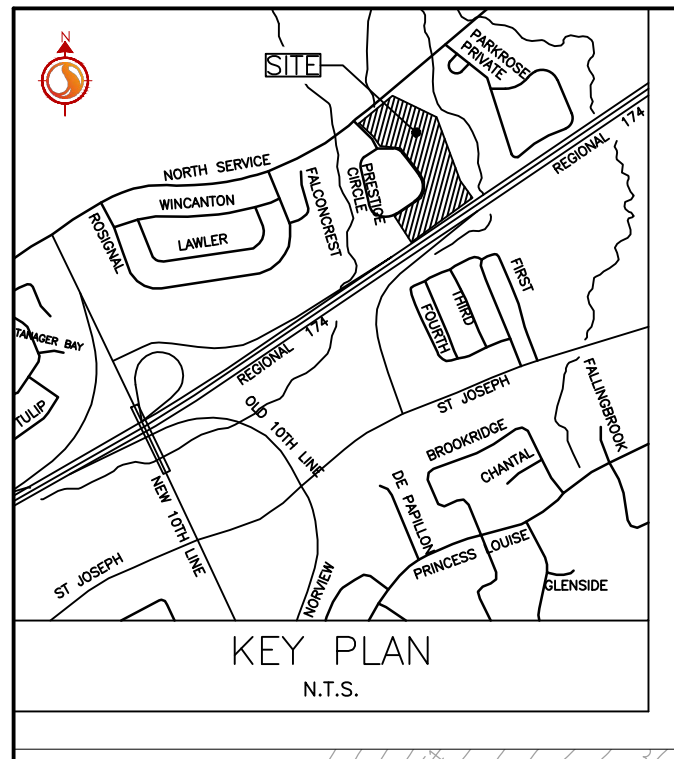 N
SITE
PARKROSE
PRIVATE
REGIONAL 174
NORTH SERVICE
WINCANTON
LAWLER
ROSIGNAL
FALCONCREST
PRESTIGE
CIRCLE
TANAGER BAY
TULIP
REGIONAL 174
FIRST
THIRD
FOURTH
OLD 10TH LINE
ST JOSEPH
FALLINGBROOK
BROOKRIDGE
CHANTAL
DE PAPILLON
NEW 10TH LINE
ST JOSEPH
PRINCESS LOUISE
NORVIEW
GLENSIDE
KEY PLAN
N.T.S.